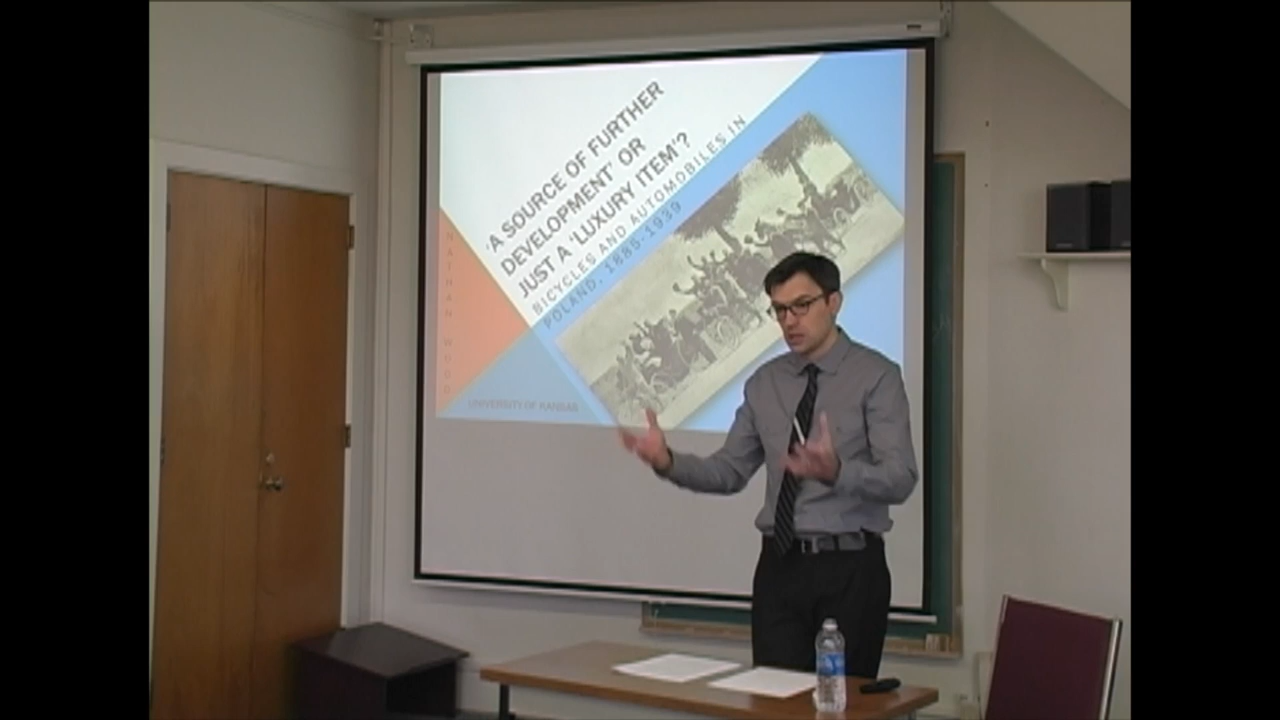 'A SOURCE OF FURTHER
DEVELOPMENT' OR
JUST A 'LUXURY ITEM'?
BICYCLES AND AUTOMOBILES IN
POLAND, 1885-1939
NATHAN WOOD
UNIVERSITY OF KANSAS